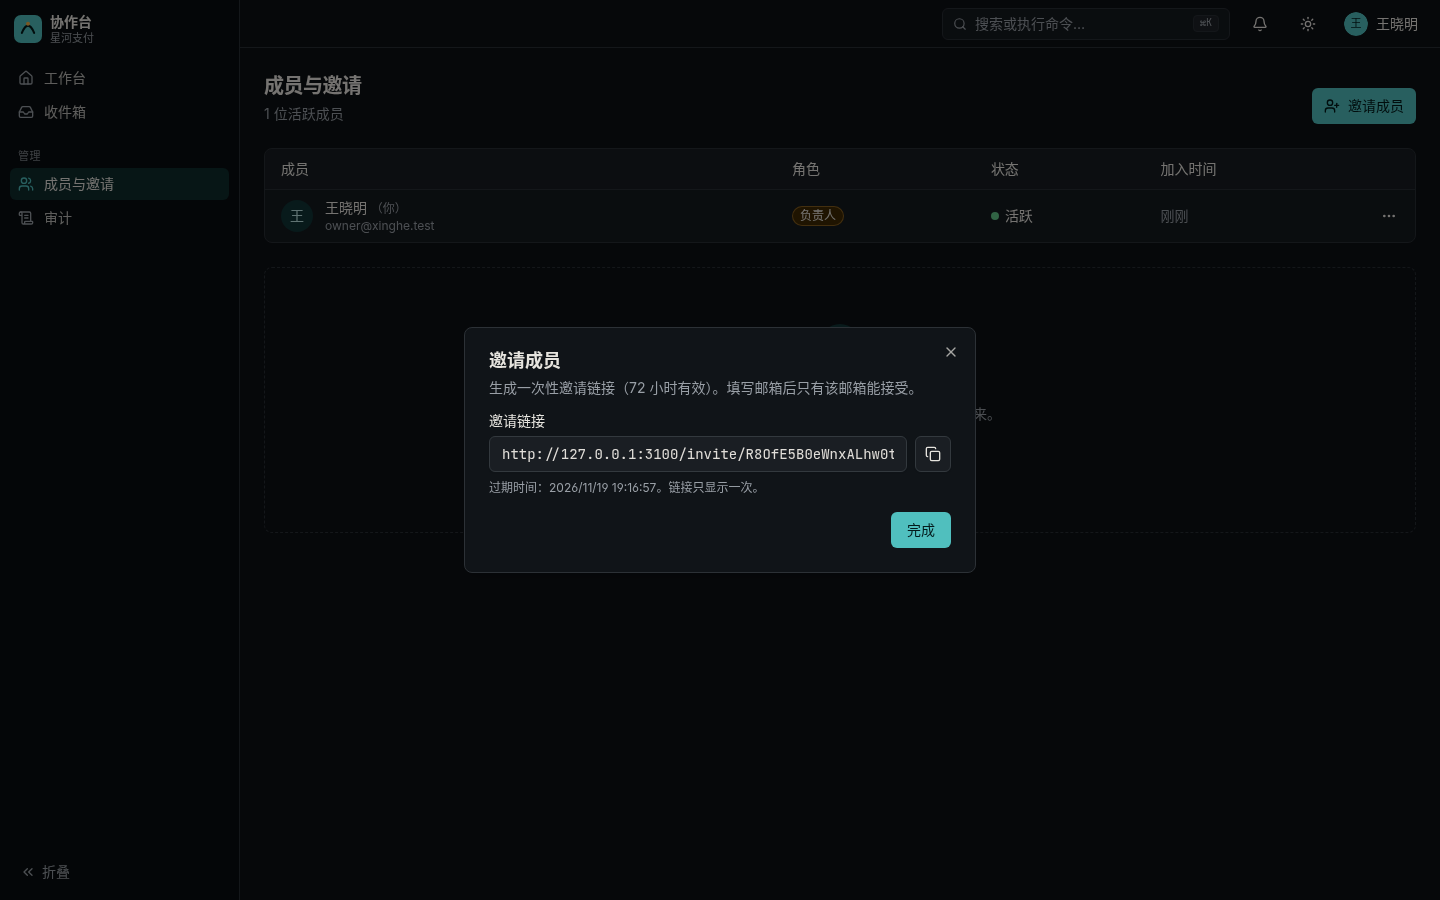 协作台
星河支付
搜索或执行命令...
⌘K
王
王晓明
工作台
收件箱
管理
成员与邀请
审计
折叠
成员与邀请
1 位活跃成员
邀请成员
成员
角色
状态
加入时间
王
王晓明 （你）
owner@xinghe.test
负责人
活跃
刚刚
来。
邀请成员
生成一次性邀请链接（72 小时有效）。填写邮箱后只有该邮箱能接受。
邀请链接
http://127.0.0.1:3100/invite/R8OfE5B0eWnxALhw0t
过期时间：2026/11/19 19:16:57。链接只显示一次。
完成